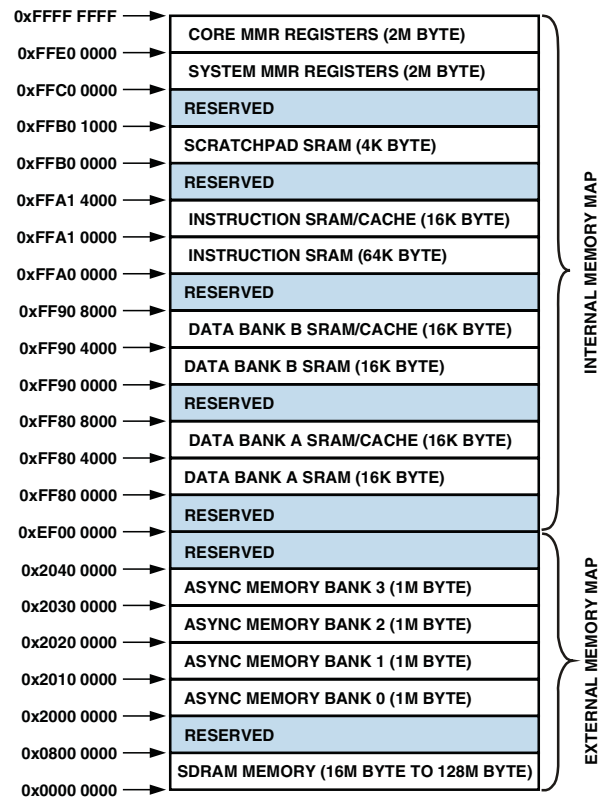 0xFFFF FFFF
CORE MMR REGISTERS (2M BYTE)
0xFFE0 0000
SYSTEM MMR REGISTERS (2M BYTE)
0xFFC0 0000
RESERVED
0xFFB0 1000
SCRATCHPAD SRAM (4K BYTE)
0xFFB0 0000
RESERVED
0xFFA1 4000
INSTRUCTION SRAM/CACHE (16K BYTE)
0xFFA1 0000
INSTRUCTION SRAM (64K BYTE)
0xFFA0 0000
RESERVED
0xFF90 8000
DATA BANK B SRAM/CACHE (16K BYTE)
0xFF90 4000
DATA BANK B SRAM (16K BYTE)
0xFF90 0000
RESERVED
0xFF80 8000
DATA BANK A SRAM/CACHE (16K BYTE)
0xFF80 4000
DATA BANK A SRAM (16K BYTE)
0xFF80 0000
RESERVED
0xEF00 0000
RESERVED
0x2040 0000
ASYNC MEMORY BANK 3 (1M BYTE)
0x2030 0000
ASYNC MEMORY BANK 2 (1M BYTE)
0x2020 0000
ASYNC MEMORY BANK 1 (1M BYTE)
0x2010 0000
ASYNC MEMORY BANK 0 (1M BYTE)
0x2000 0000
RESERVED
0x0800 0000
SDRAM MEMORY (16M BYTE TO 128M BYTE)
0x0000 0000
INTERNAL MEMORY MAP
EXTERNAL MEMORY MAP